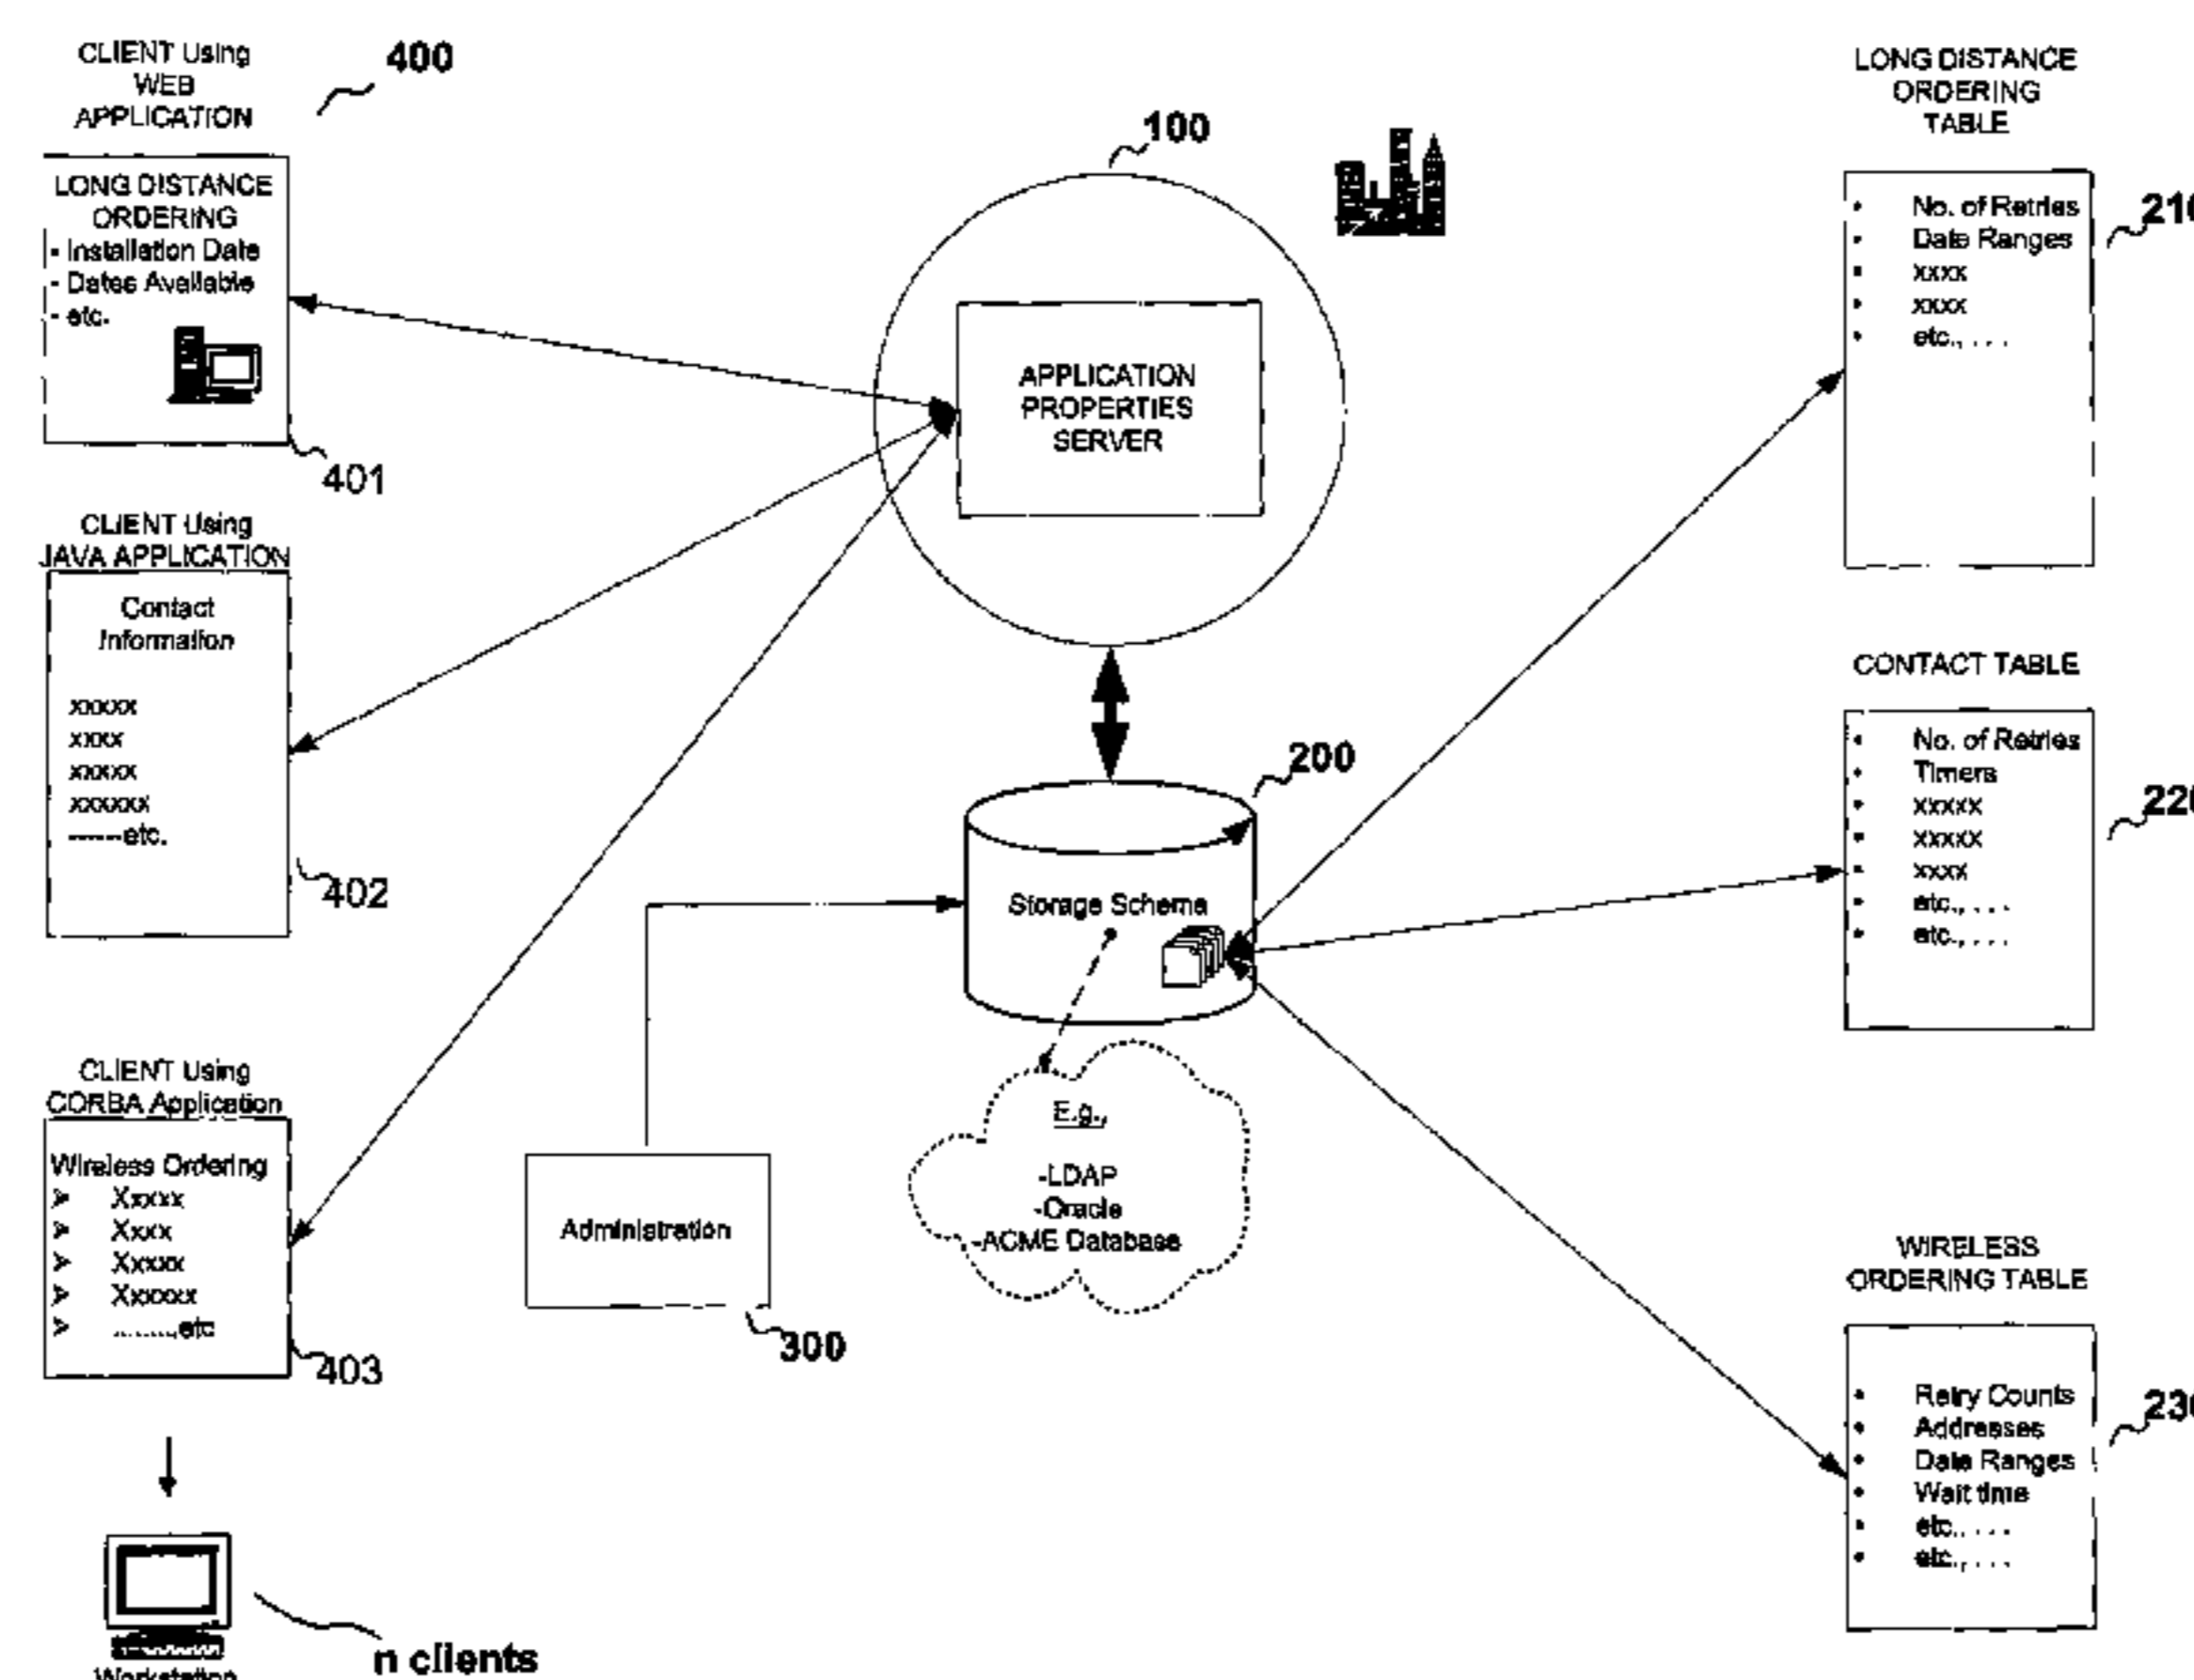 CLIENT Using
WEB
APPLICATION
400
LONG DISTANCE
ORDERING
- Installation Date
- Dates Available
- etc.
401
CLIENT Using
JAVA APPLICATION
Contact
Information
xxxxx
xxxx
xxxxx
xxxxxx
-------etc.
402
CLIENT Using
CORBA Application
Wireless Ordering
➢ Xxxxx
➢ Xxxx
➢ Xxxxx
➢ Xxxxxx
➢ ........,etc
403
Workstation
n clients
100
APPLICATION
PROPERTIES
SERVER
200
Storage Schema
E.g.,
-LDAP
-Oracle
-ACME Database
Administration
300
LONG DISTANCE
ORDERING
TABLE
• No. of Retries
• Date Ranges
• xxxx
• xxxx
• etc., . . .
210
CONTACT TABLE
• No. of Retries
• Timers
• xxxxx
• xxxxx
• xxxx
• etc., . . .
• etc., . . .
220
WIRELESS
ORDERING TABLE
• Retry Counts
• Addresses
• Date Ranges
• Wait time
• etc., . . .
• etc., . . .
230